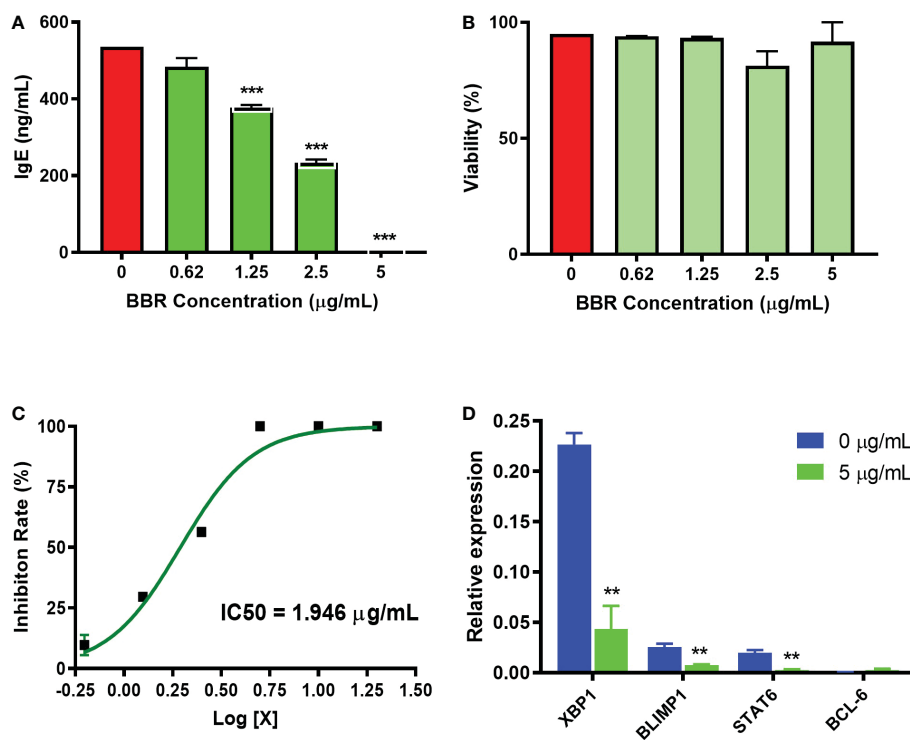 A
IgE (ng/mL)
600
400
200
0
***
***
***
0 0.62 1.25 2.5 5
BBR Concentration (μg/mL)
B
Viability (%)
100
50
0
0 0.62 1.25 2.5 5
BBR Concentration (μg/mL)
C
Inhibiton Rate (%)
100
75
50
25
0
IC50 = 1.946 μg/mL
-0.25 0.00 0.25 0.50 0.75 1.00 1.25 1.50
Log [X]
D
Relative expression
0.25
0.20
0.15
0.10
0.05
0.00
0 μg/mL
5 μg/mL
**
**
**
XBP1
BLIMP1
STAT6
BCL-6